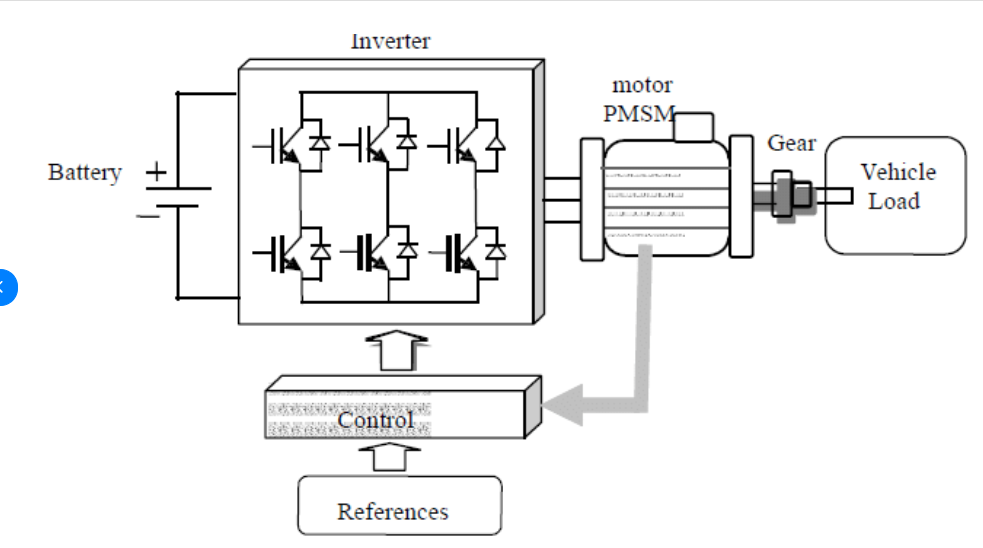 Inverter
motor
PMSM
Gear
Battery
+
Vehicle
Load
Control
References